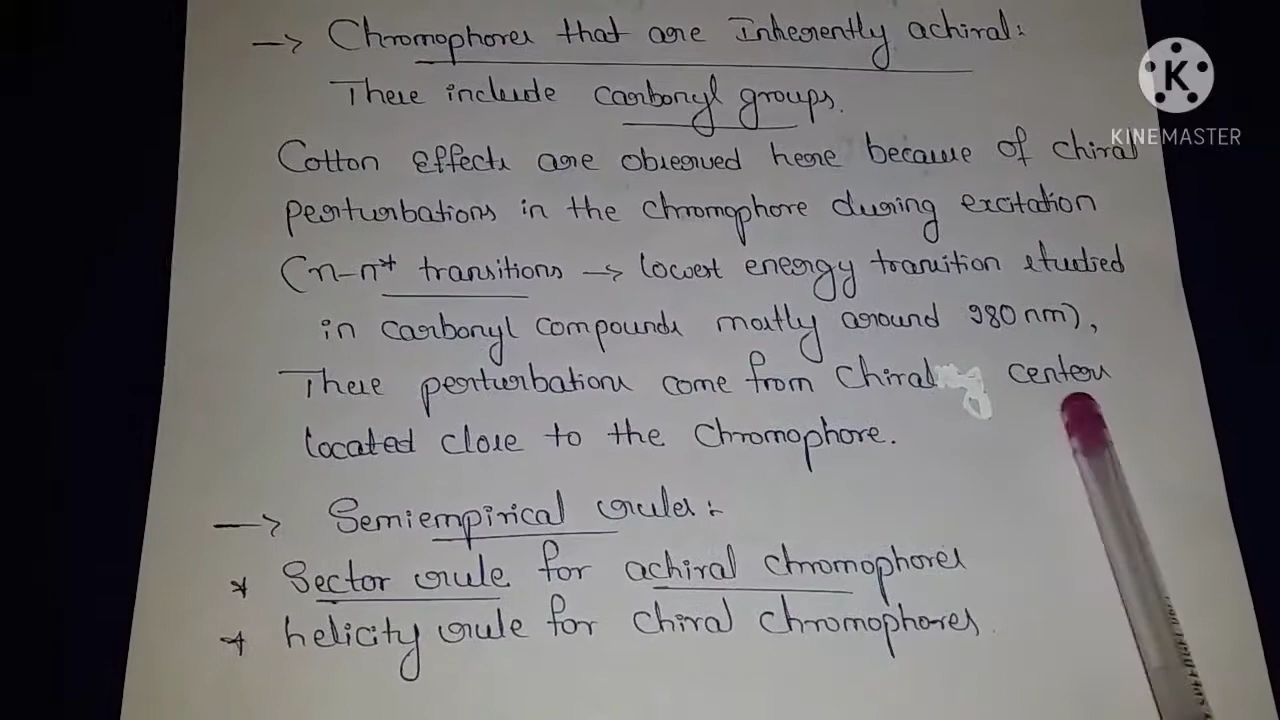 → Chromophores that are Inherently achiral:
These include carbonyl groups.
Cotton effects are observed here because of chiral
perturbations in the chromophore during excitation
(n-π* transitions → lowest energy transition studied
in carbonyl compounds mostly around 280 nm),
These perturbations come from chiral centers
located close to the chromophore.
→ Semiempirical rules:
* Sector rule for achiral chromophores
* helicity rule for chiral chromophores.
K
KINEMASTER